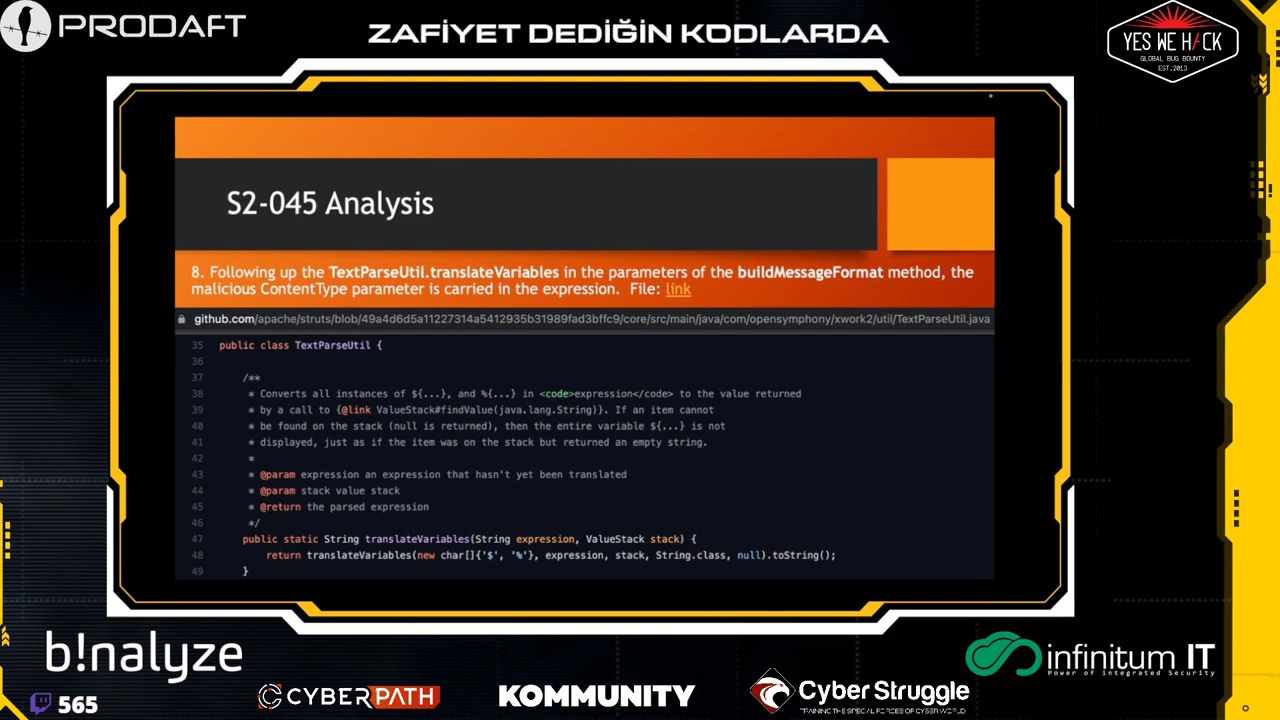 PRODAFT
ZAFİYET DEDİĞİN KODLARDA
YES WE H/CK
GLOBAL BUG BOUNTY
EST.2013
S2-045 Analysis
8. Following up the TextParseUtil.translateVariables in the parameters of the buildMessageFormat method, the
malicious ContentType parameter is carried in the expression. File: link
github.com/apache/struts/blob/49a4d6d5a11227314a5412935b31989fad3bffc9/core/src/main/java/com/opensymphony/xwork2/util/TextParseUtil.java
35 public class TextParseUtil {
36
37 /**
38 * Converts all instances of ${...}, and %{...} in <code>expression</code> to the value returned
39 * by a call to {@link ValueStack#findValue(java.lang.String)}. If an item cannot
40 * be found on the stack (null is returned), then the entire variable ${...} is not
41 * displayed, just as if the item was on the stack but returned an empty string.
42 *
43 * @param expression an expression that hasn't yet been translated
44 * @param stack value stack
45 * @return the parsed expression
46 */
47 public static String translateVariables(String expression, ValueStack stack) {
48 return translateVariables(new char[]{'$', '%'}, expression, stack, String.class, null).toString();
49 }
b!nalyze
infinitum IT
Power of Integrated Security
565
CYBERPATH
KOMMUNITY
Cyber Struggle
TRAINING THE SPECIAL FORCES OF CYBER WORLD